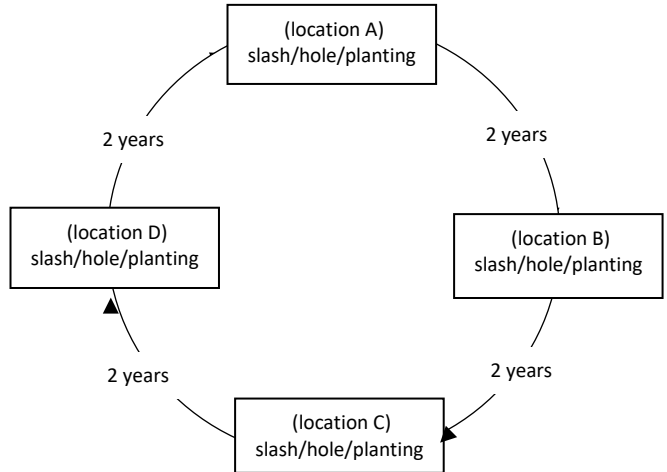 (location A)
slash/hole/planting
2 years
2 years
(location D)
slash/hole/planting
(location B)
slash/hole/planting
2 years
2 years
(location C)
slash/hole/planting